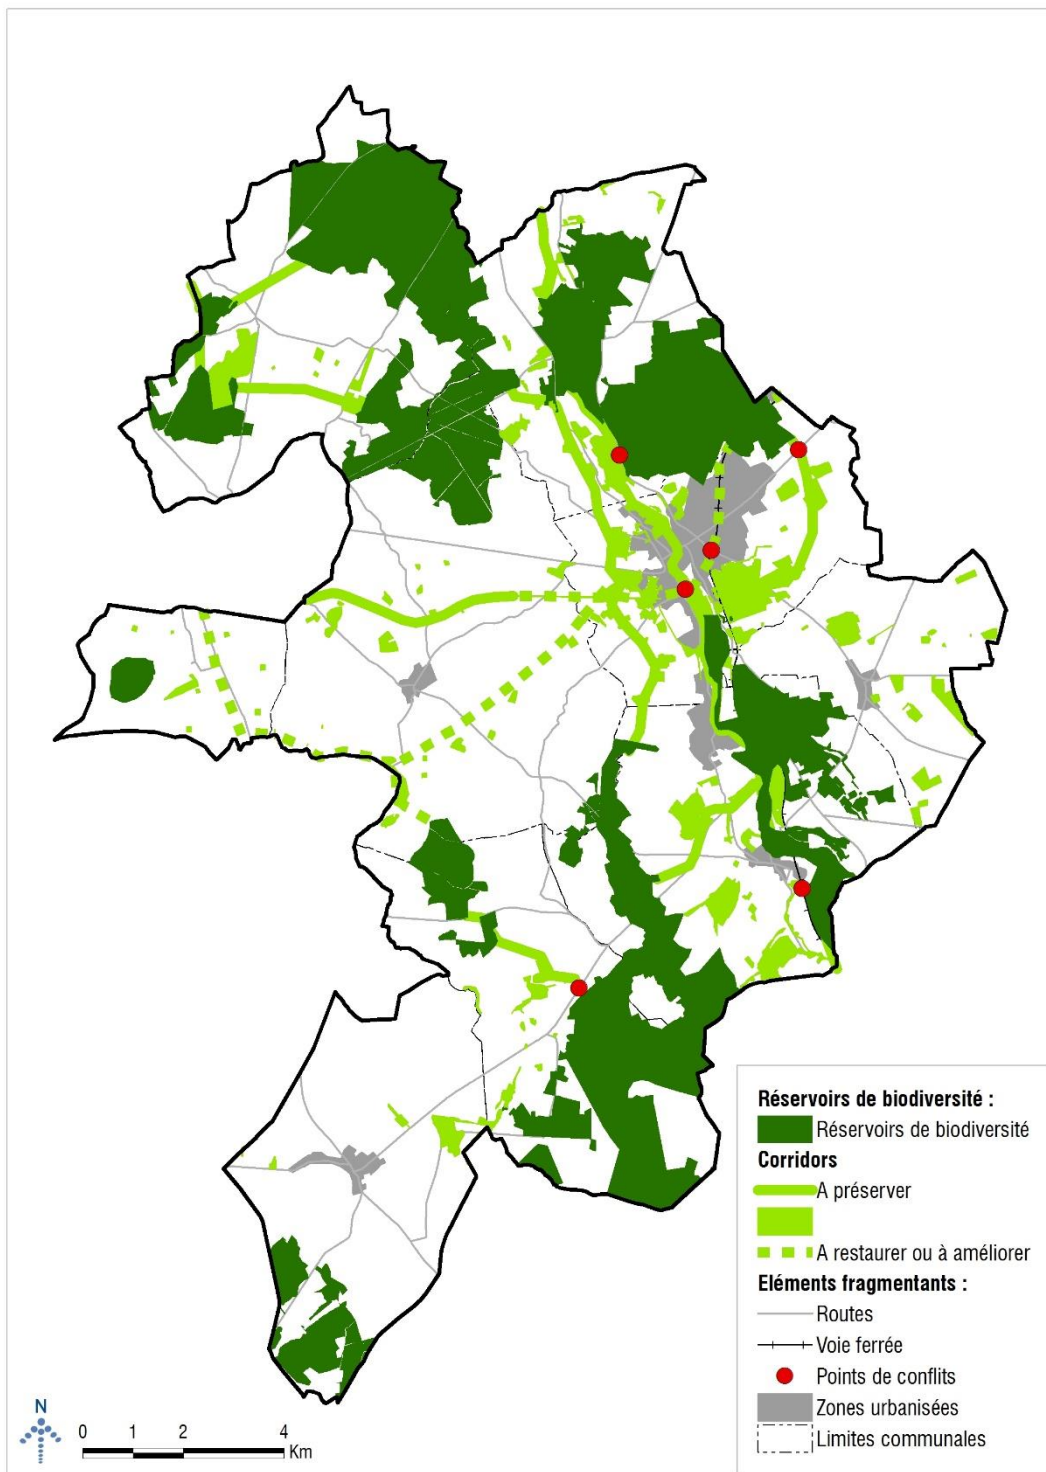 Réservoirs de biodiversité :
Réservoirs de biodiversité
Corridors
A préserver
A restaurer ou à améliorer
Eléments fragmentants :
Routes
Voie ferrée
Points de conflits
Zones urbanisées
Limites communales
N
0 1 2 4
Km